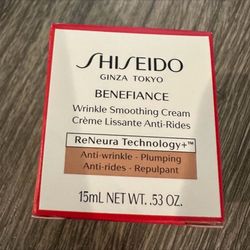 SHISEIDO
GINZA TOKYO
BENEFIANCE
Wrinkle Smoothing Cream
Crème Lissante Anti-Rides
ReNeura Technology+™
Anti-wrinkle - Plumping
Anti-rides - Repulpant
15mL NET WT. .53 OZ.